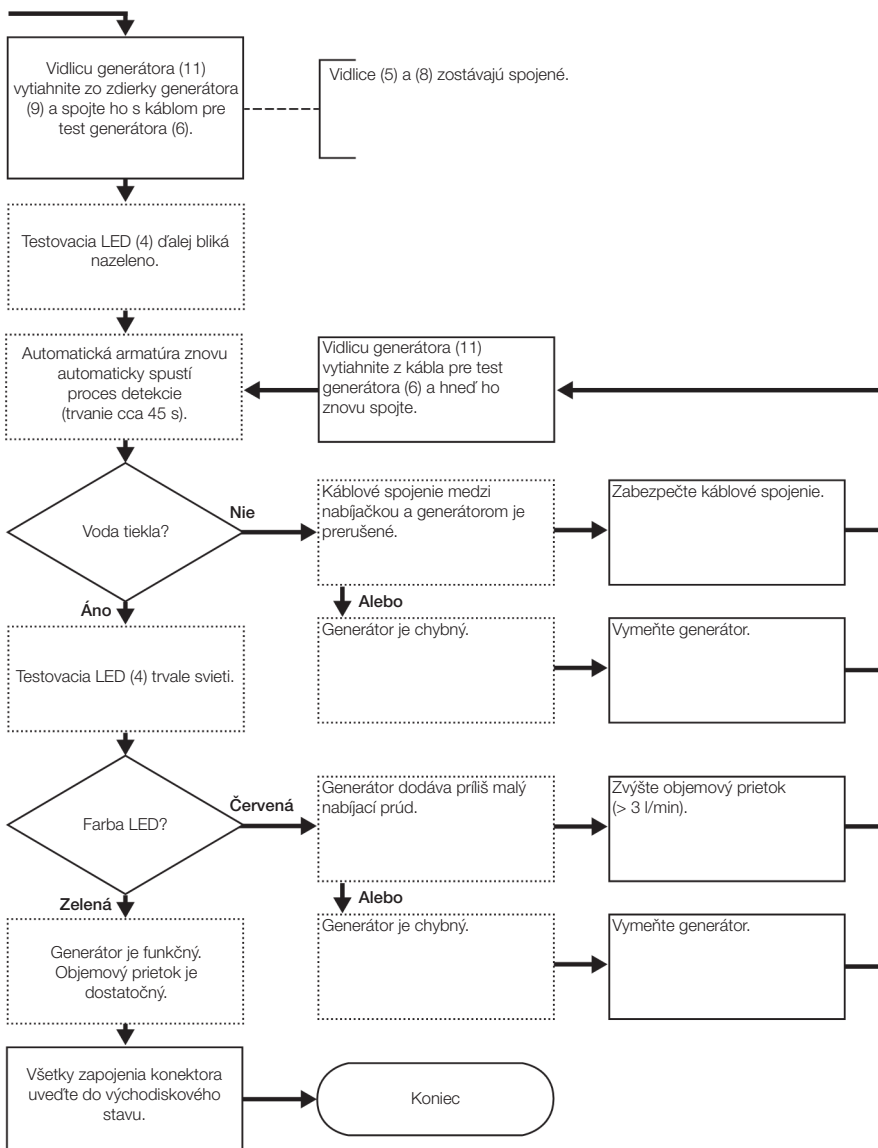 Vidlicu generátora (11)
vytiahnite zo zdierky generátora
(9) a spojte ho s káblom pre
test generátora (6).
Vidlice (5) a (8) zostávajú spojené.
Testovacia LED (4) ďalej bliká
nazeleno.
Automatická armatúra znovu
automaticky spustí
proces detekcie
(trvanie cca 45 s).
Vidlicu generátora (11)
vytiahnite z kábla pre test
generátora (6) a hneď ho
znovu spojte.
Voda tiekla?
Nie
Káblové spojenie medzi
nabíjačkou a generátorom je
prerušené.
Zabezpečte káblové spojenie.
Áno
Alebo
Generátor je chybný.
Vymeňte generátor.
Testovacia LED (4) trvale svieti.
Farba LED?
Červená
Generátor dodáva príliš malý
nabíjací prúd.
Zvýšte objemový prietok
(> 3 l/min).
Zelená
Alebo
Generátor je chybný.
Vymeňte generátor.
Generátor je funkčný.
Objemový prietok je
dostatočný.
Všetky zapojenia konektora
uveďte do východiskového
stavu.
Koniec